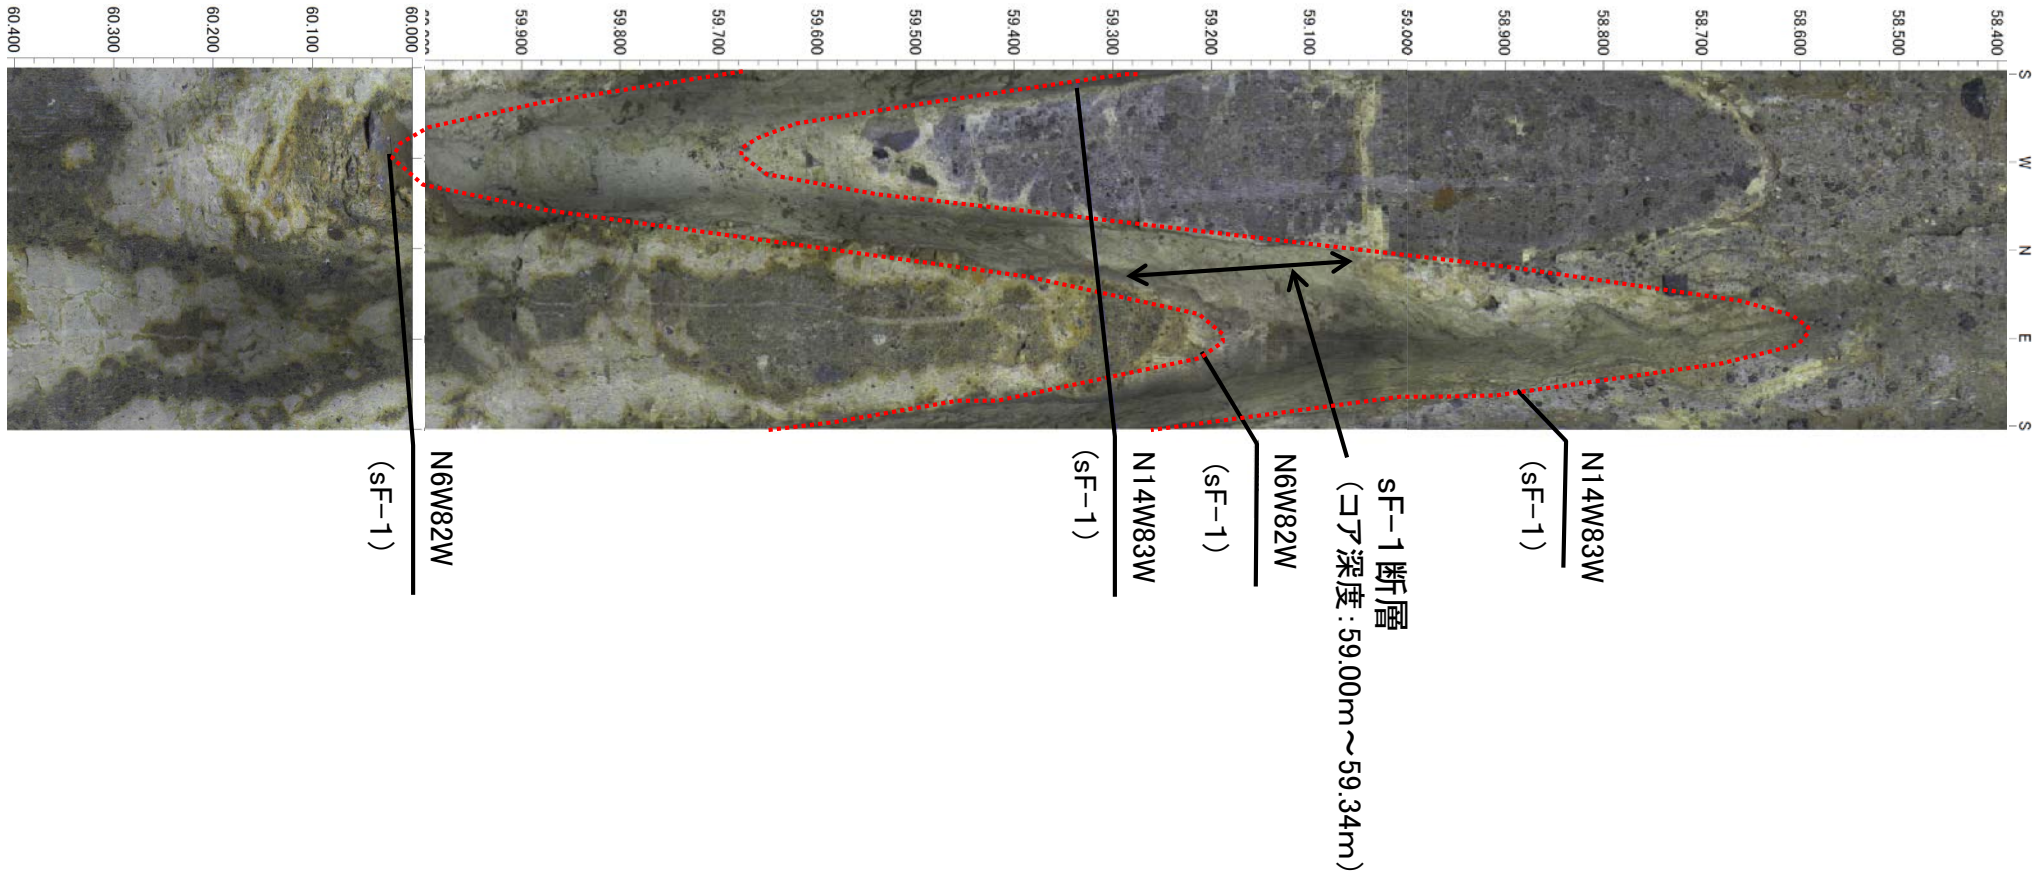 60.400
60.300
60.200
60.100
60.000
59.900
59.800
59.700
59.600
59.500
59.400
59.300
59.200
59.100
59.000
58.900
58.800
58.700
58.600
58.500
58.400
S
W
N
E
S
N6W82W
(sF-1)
N14W83W
(sF-1)
N6W82W
(sF-1)
sF-1断層
(コア深度:59.00m～59.34m)
N14W83W
(sF-1)